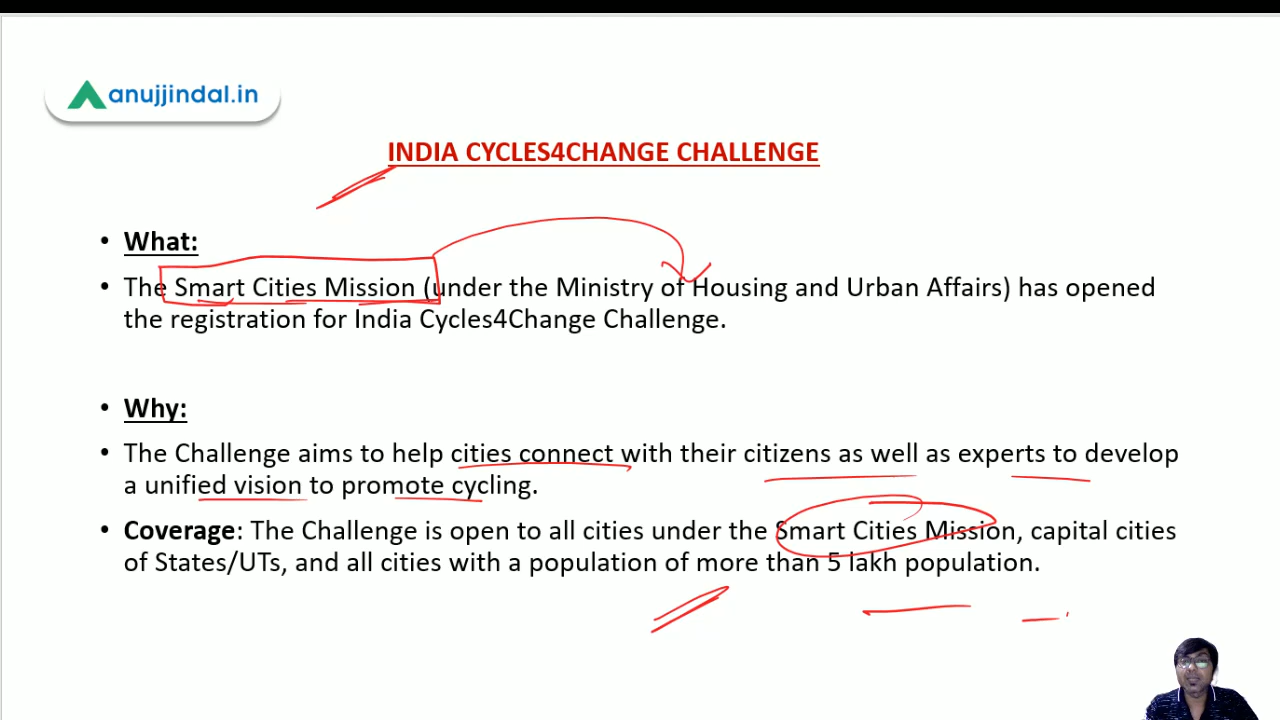 anujjindal.in
INDIA CYCLES4CHANGE CHALLENGE
• What:
• The Smart Cities Mission (under the Ministry of Housing and Urban Affairs) has opened
the registration for India Cycles4Change Challenge.
• Why:
• The Challenge aims to help cities connect with their citizens as well as experts to develop
a unified vision to promote cycling.
• Coverage: The Challenge is open to all cities under the Smart Cities Mission, capital cities
of States/UTs, and all cities with a population of more than 5 lakh population.